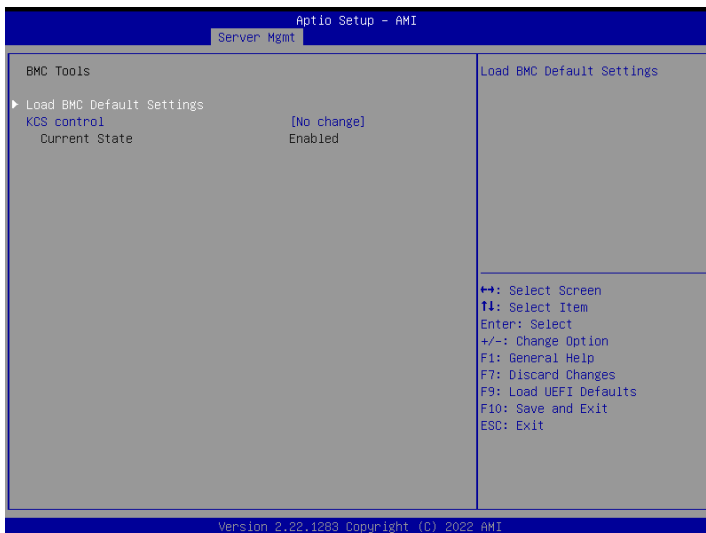 Aptio Setup – AMI
Server Mgmt
BMC Tools
Load BMC Default Settings
KCS control [No change]
Current State Enabled
Load BMC Default Settings
↔: Select Screen
↑↓: Select Item
Enter: Select
+/-: Change Option
F1: General Help
F7: Discard Changes
F9: Load UEFI Defaults
F10: Save and Exit
ESC: Exit
Version 2.22.1283 Copyright (C) 2022 AMI